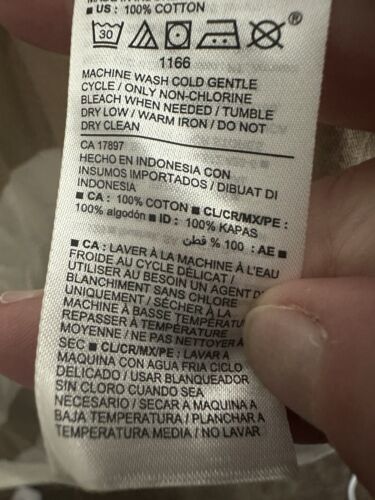 ■ US : 100% COTTON
30 ®
1166
MACHINE WASH COLD GENTLE
CYCLE / ONLY NON-CHLORINE
BLEACH WHEN NEEDED / TUMBLE
DRY LOW / WARM IRON / DO NOT
DRY CLEAN
CA 17897
HECHO EN INDONESIA CON
INSUMOS IMPORTADOS / DIBUAT DI
INDONESIA
■ CA : 100% COTON ■ CL/CR/MX/PE :
100% algodón ■ ID : 100% KAPAS
■ AE : 100 % قطن
■ CA : LAVER À LA MACHINE À L'EAU
FROIDE AU CYCLE DÉLICAT /
UTILISER AU BESOIN UN AGENT
BLANCHIMENT SANS CHLORE
UNIQUEMENT / SÉCHER À LA
MACHINE À BASSE
REPASSER À TEMPÉRATURE
MOYENNE / NE PAS NETTOYER À
SEC ■ CL/CR/MX/PE : LAVAR A
MAQUINA CON AGUA FRIA CICLO
DELICADO / USAR BLANQUEADOR
SIN CLORO CUANDO SEA
NECESARIO / SECAR A MAQUINA A
BAJA TEMPERATURA / PLANCHAR A
TEMPERATURA MEDIA / NO LAVAR